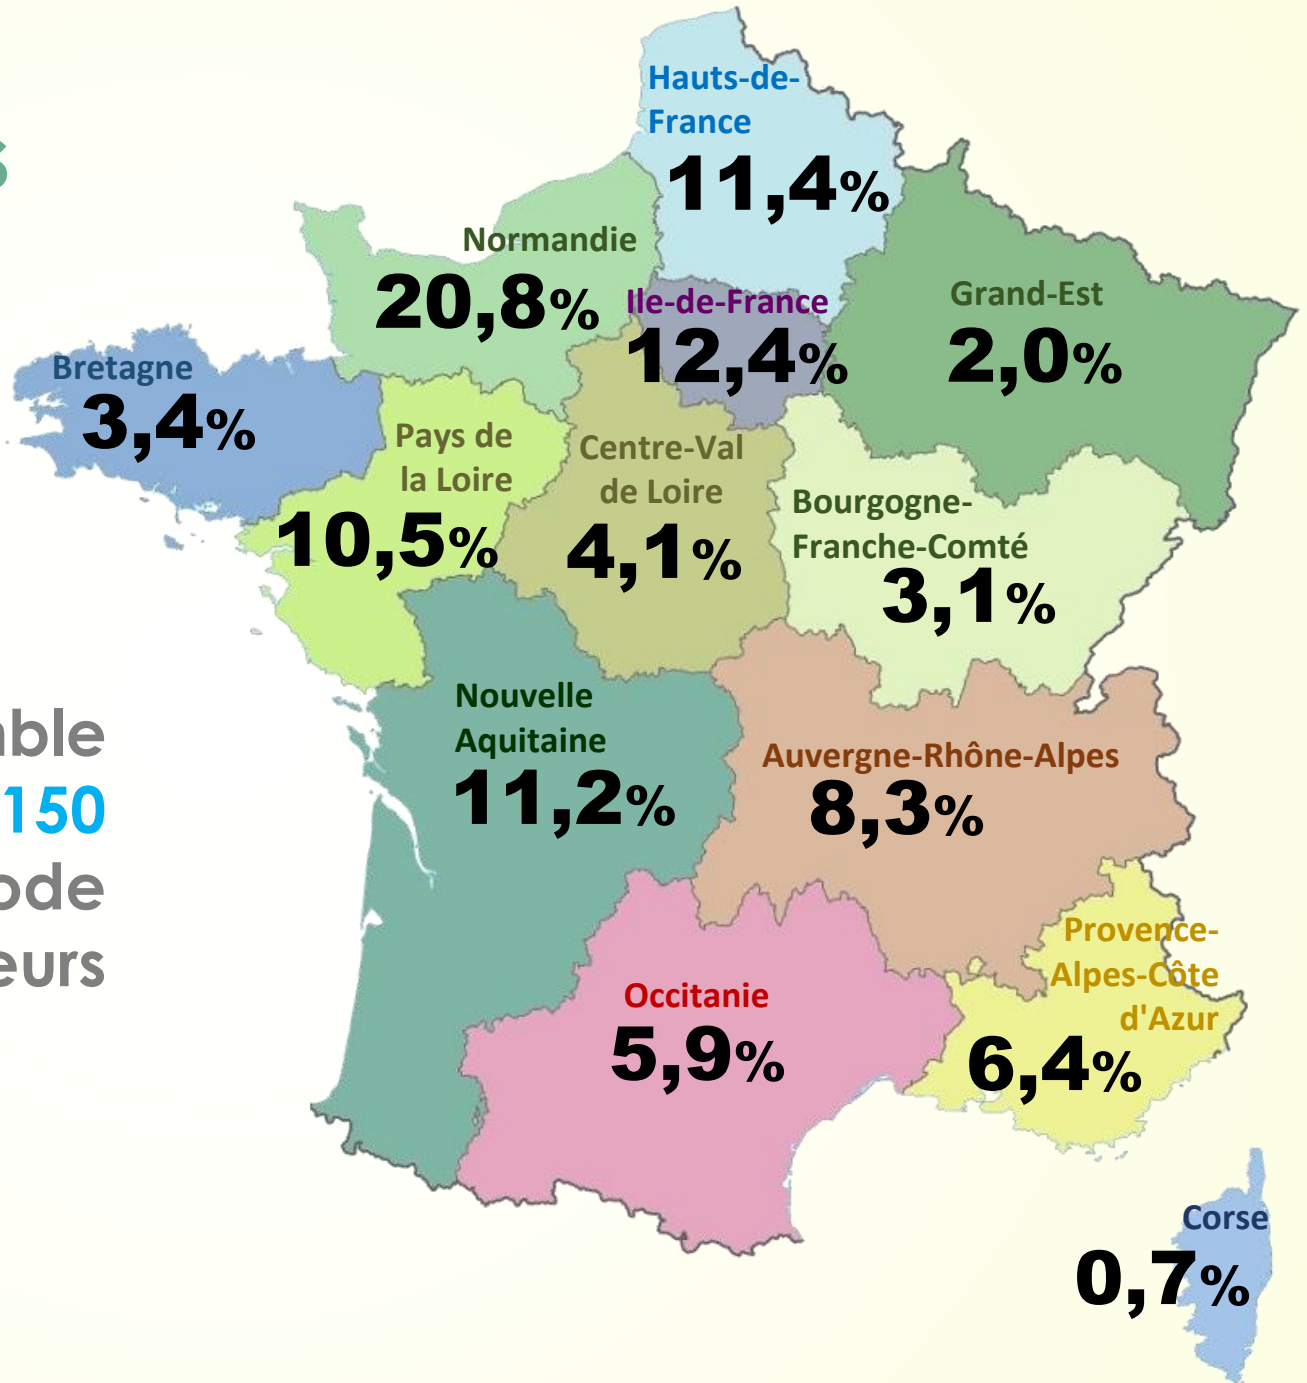 Hauts-de-
France
11,4%
Normandie
20,8%
Ile-de-France
12,4%
Grand-Est
2,0%
Bretagne
3,4%
Pays de
la Loire
10,5%
Centre-Val
de Loire
4,1%
Bourgogne-
Franche-Comté
3,1%
Nouvelle
Aquitaine
11,2%
Auvergne-Rhône-Alpes
8,3%
150
Provence-
Alpes-Côte
d'Azur
6,4%
Occitanie
5,9%
Corse
0,7%